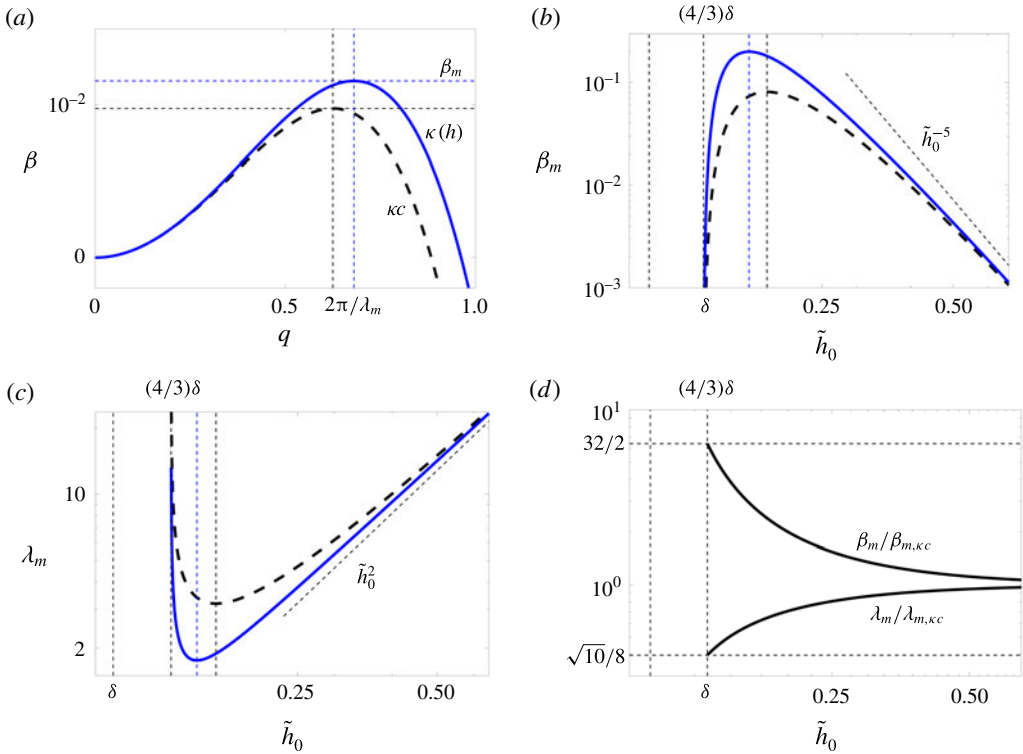 (a)
β_m
10^−2
κ(h)
β
κc
0
0
0.5
2π/λ_m
1.0
q
(b)
(4/3)δ
10^−1
h̃_0^−5
β_m
10^−2
10^−3
δ
0.25
0.50
h̃_0
(c)
(4/3)δ
10
λ_m
h̃_0^2
2
δ
0.25
0.50
h̃_0
(d)
(4/3)δ
10^1
32/2
β_m/β_m,κc
10^0
λ_m/λ_m,κc
√10/8
δ
0.25
0.50
h̃_0